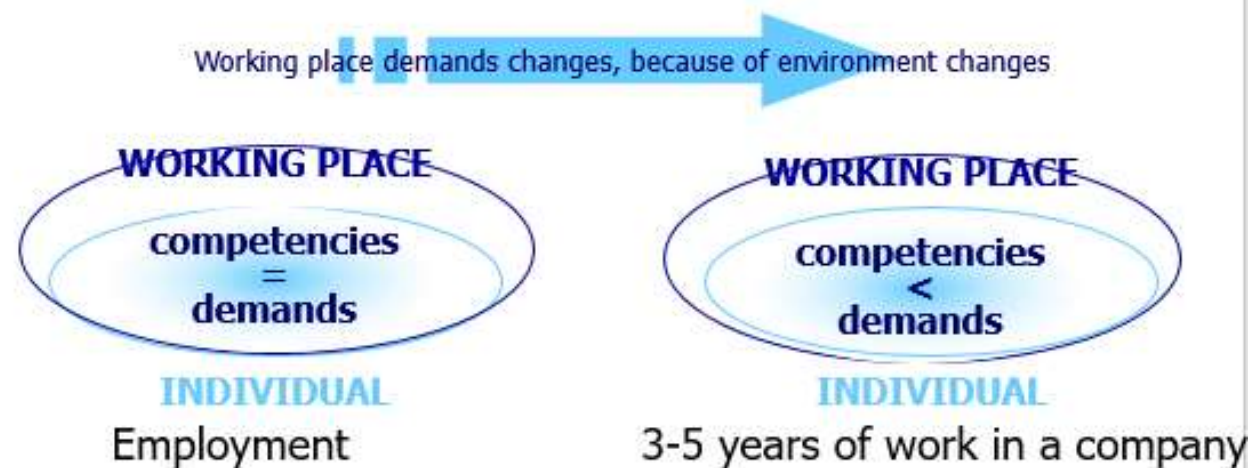 Working place demands changes, because of environment changes
WORKING PLACE
competencies
=
demands
INDIVIDUAL
Employment
WORKING PLACE
competencies
<
demands
INDIVIDUAL
3-5 years of work in a company